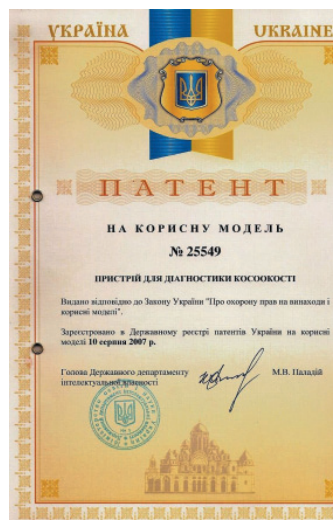 УКРАЇНА UKRAINE
ПАТЕНТ
НА КОРИСНУ МОДЕЛЬ
№ 25549
ПРИСТРІЙ ДЛЯ ДІАГНОСТИКИ КОСООКОСТІ
Видано відповідно до Закону України "Про охорону прав на винаходи і
корисні моделі".
Зареєстровано в Державному реєстрі патентів України на корисні
моделі 10 серпня 2007 р.
Голова Державного департаменту
інтелектуальної власності
М.В. Паладій